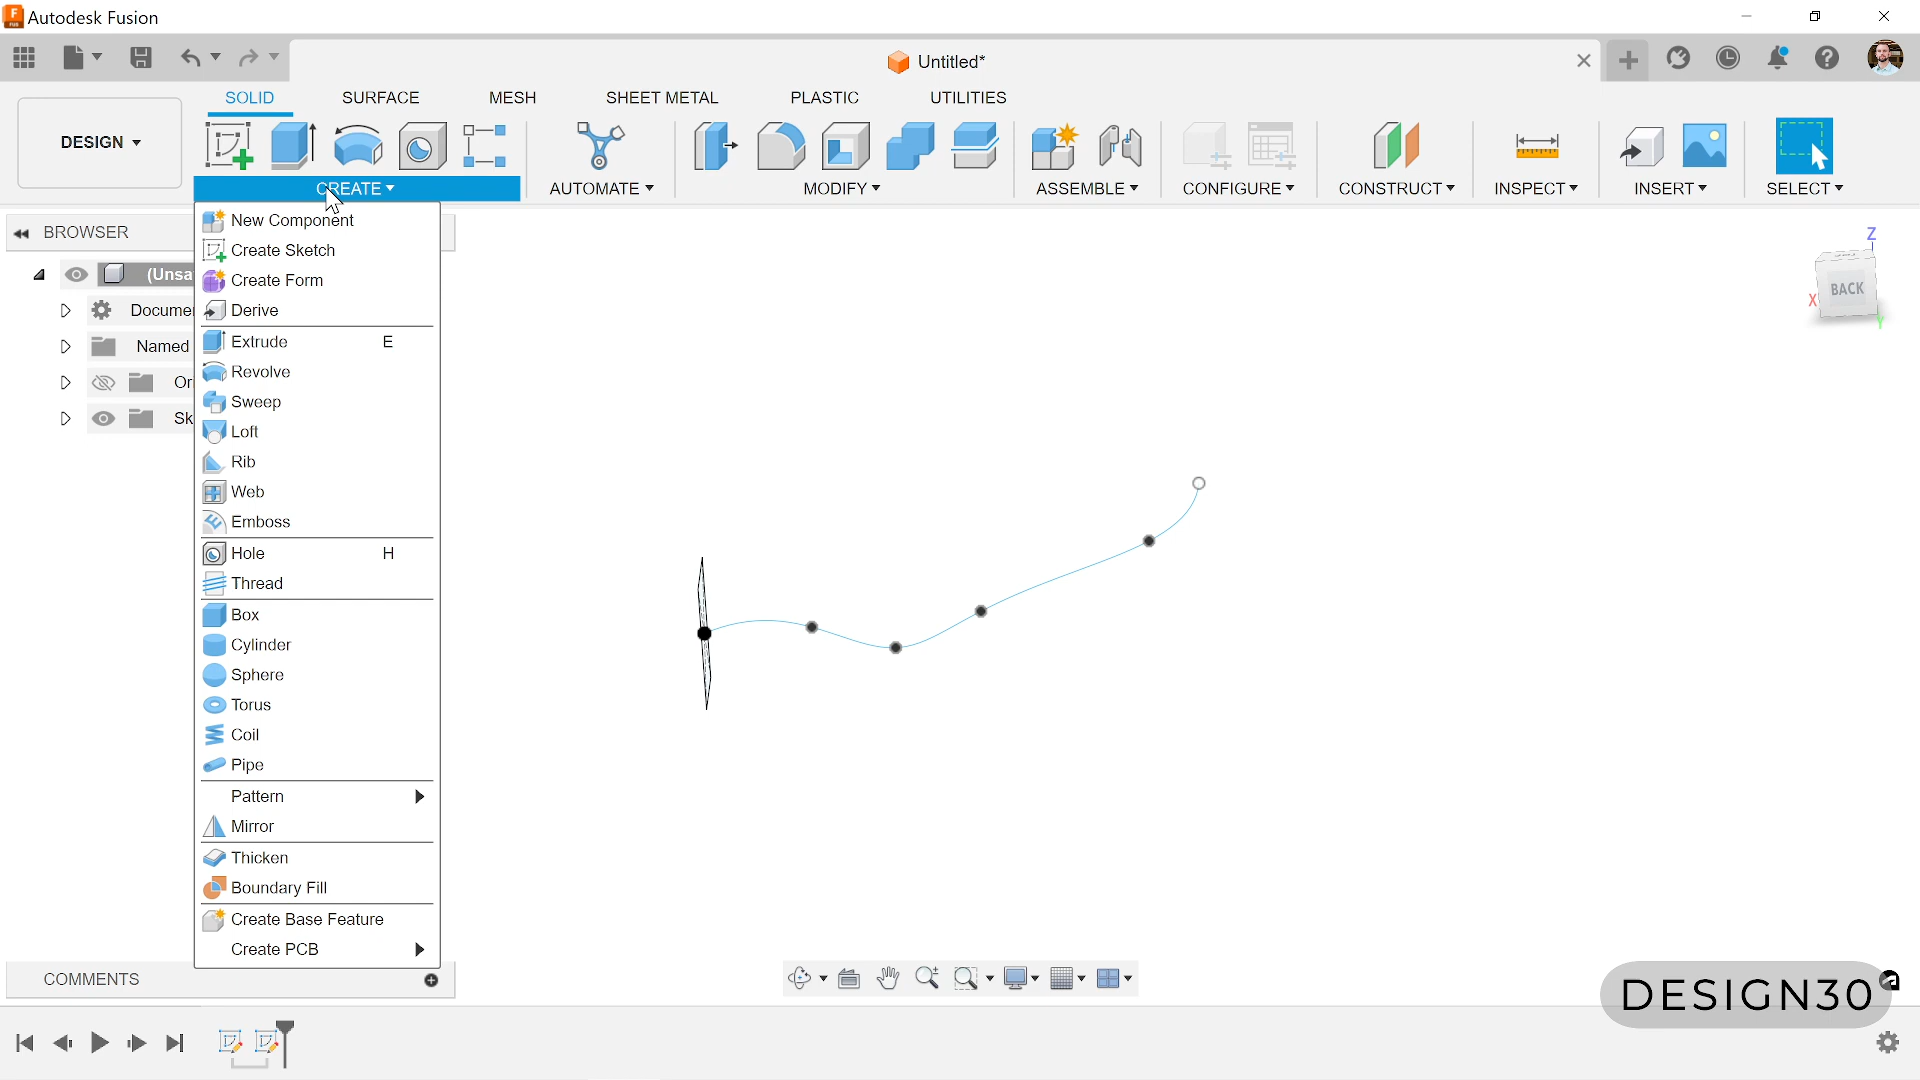 Autodesk Fusion
Untitled*
SOLID
SURFACE
MESH
SHEET METAL
PLASTIC
UTILITIES
DESIGN
CREATE
AUTOMATE
MODIFY
ASSEMBLE
CONFIGURE
CONSTRUCT
INSPECT
INSERT
SELECT
BROWSER
(Unsa
Documen
Named
Or
Sk
New Component
Create Sketch
Create Form
Derive
Extrude E
Revolve
Sweep
Loft
Rib
Web
Emboss
Hole H
Thread
Box
Cylinder
Sphere
Torus
Coil
Pipe
Pattern
Mirror
Thicken
Boundary Fill
Create Base Feature
Create PCB
Z
BACK
X
Y
COMMENTS
DESIGN30